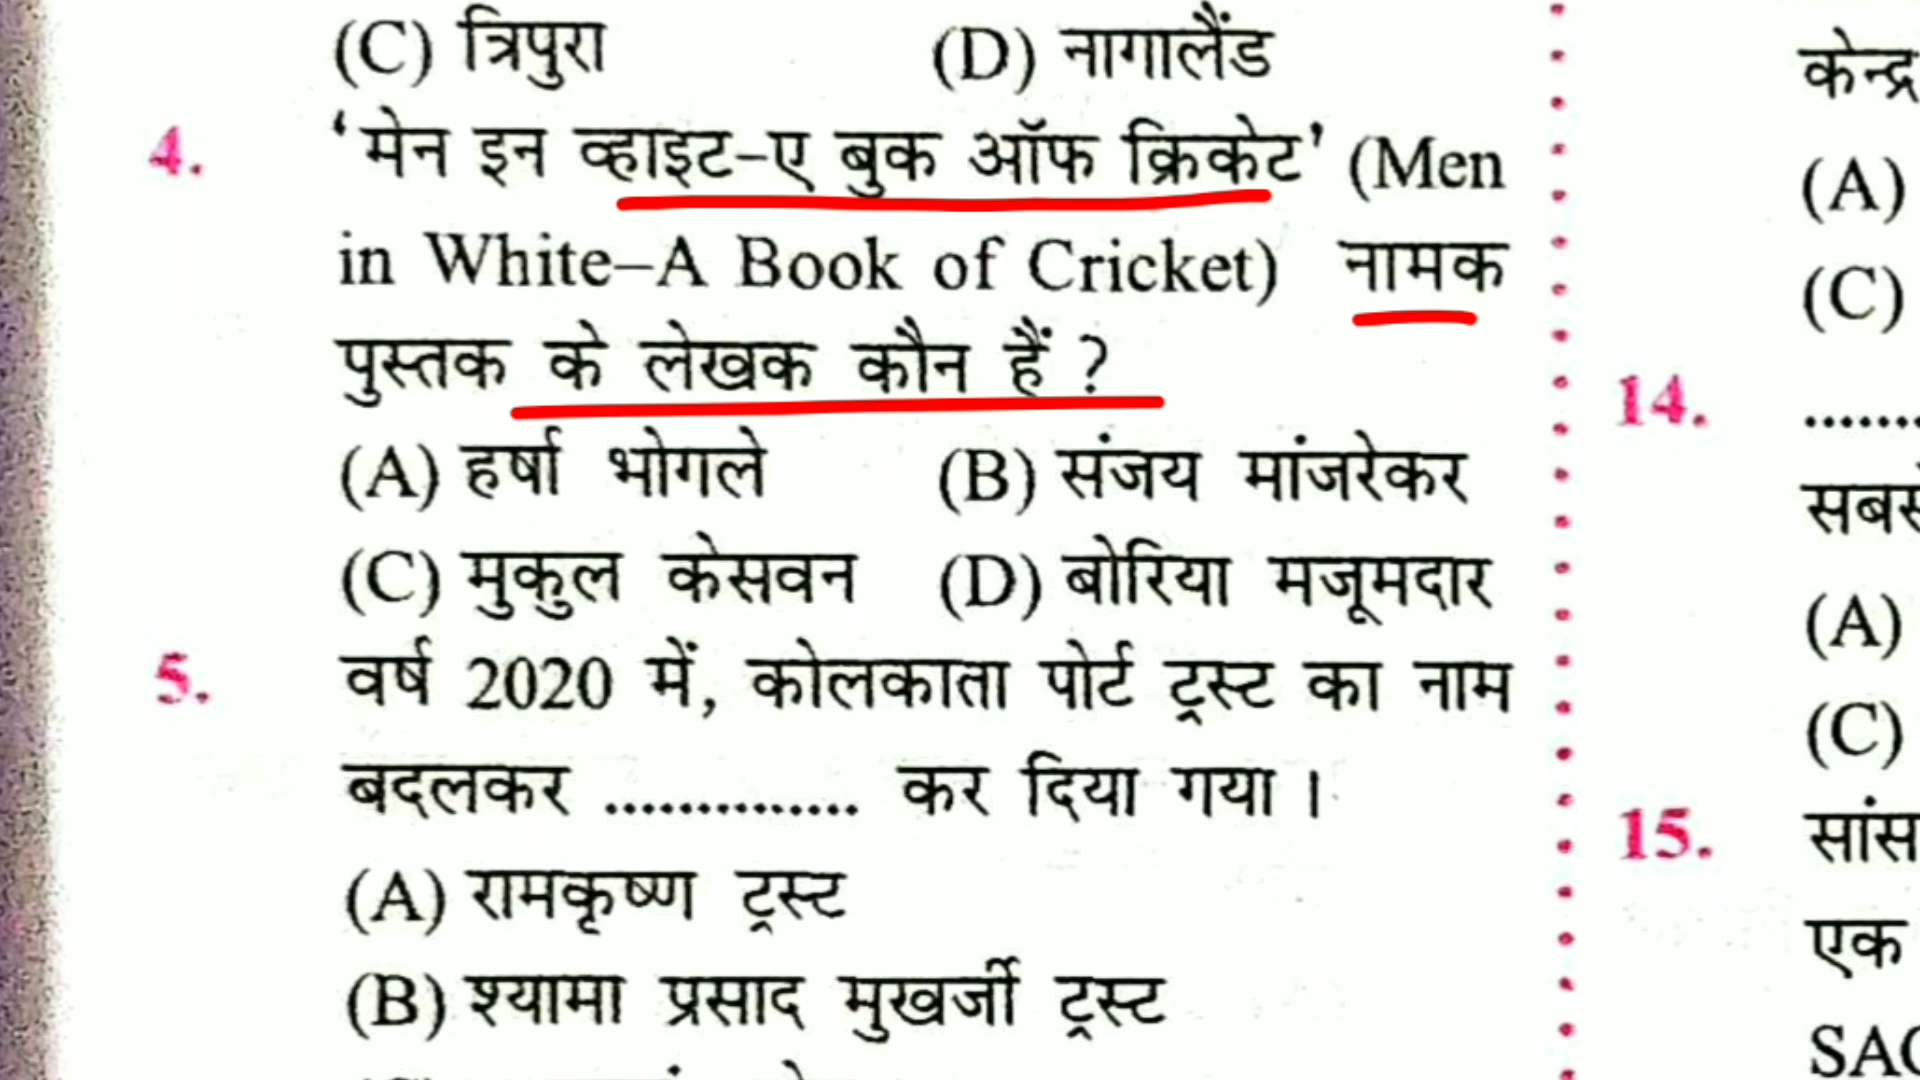 (C) त्रिपुरा (D) नागालैंड
4. ‘मेन इन व्हाइट–ए बुक ऑफ क्रिकेट’ (Men
in White–A Book of Cricket) नामक
पुस्तक के लेखक कौन हैं ?
(A) हर्षा भोगले (B) संजय मांजरेकर
(C) मुकुल केसवन (D) बोरिया मजूमदार
5. वर्ष 2020 में, कोलकाता पोर्ट ट्रस्ट का नाम
बदलकर .............. कर दिया गया ।
(A) रामकृष्ण ट्रस्ट
(B) श्यामा प्रसाद मुखर्जी ट्रस्ट
केन्द्र
(A)
(C)
14. .......
(A)
(C)
15.
एक